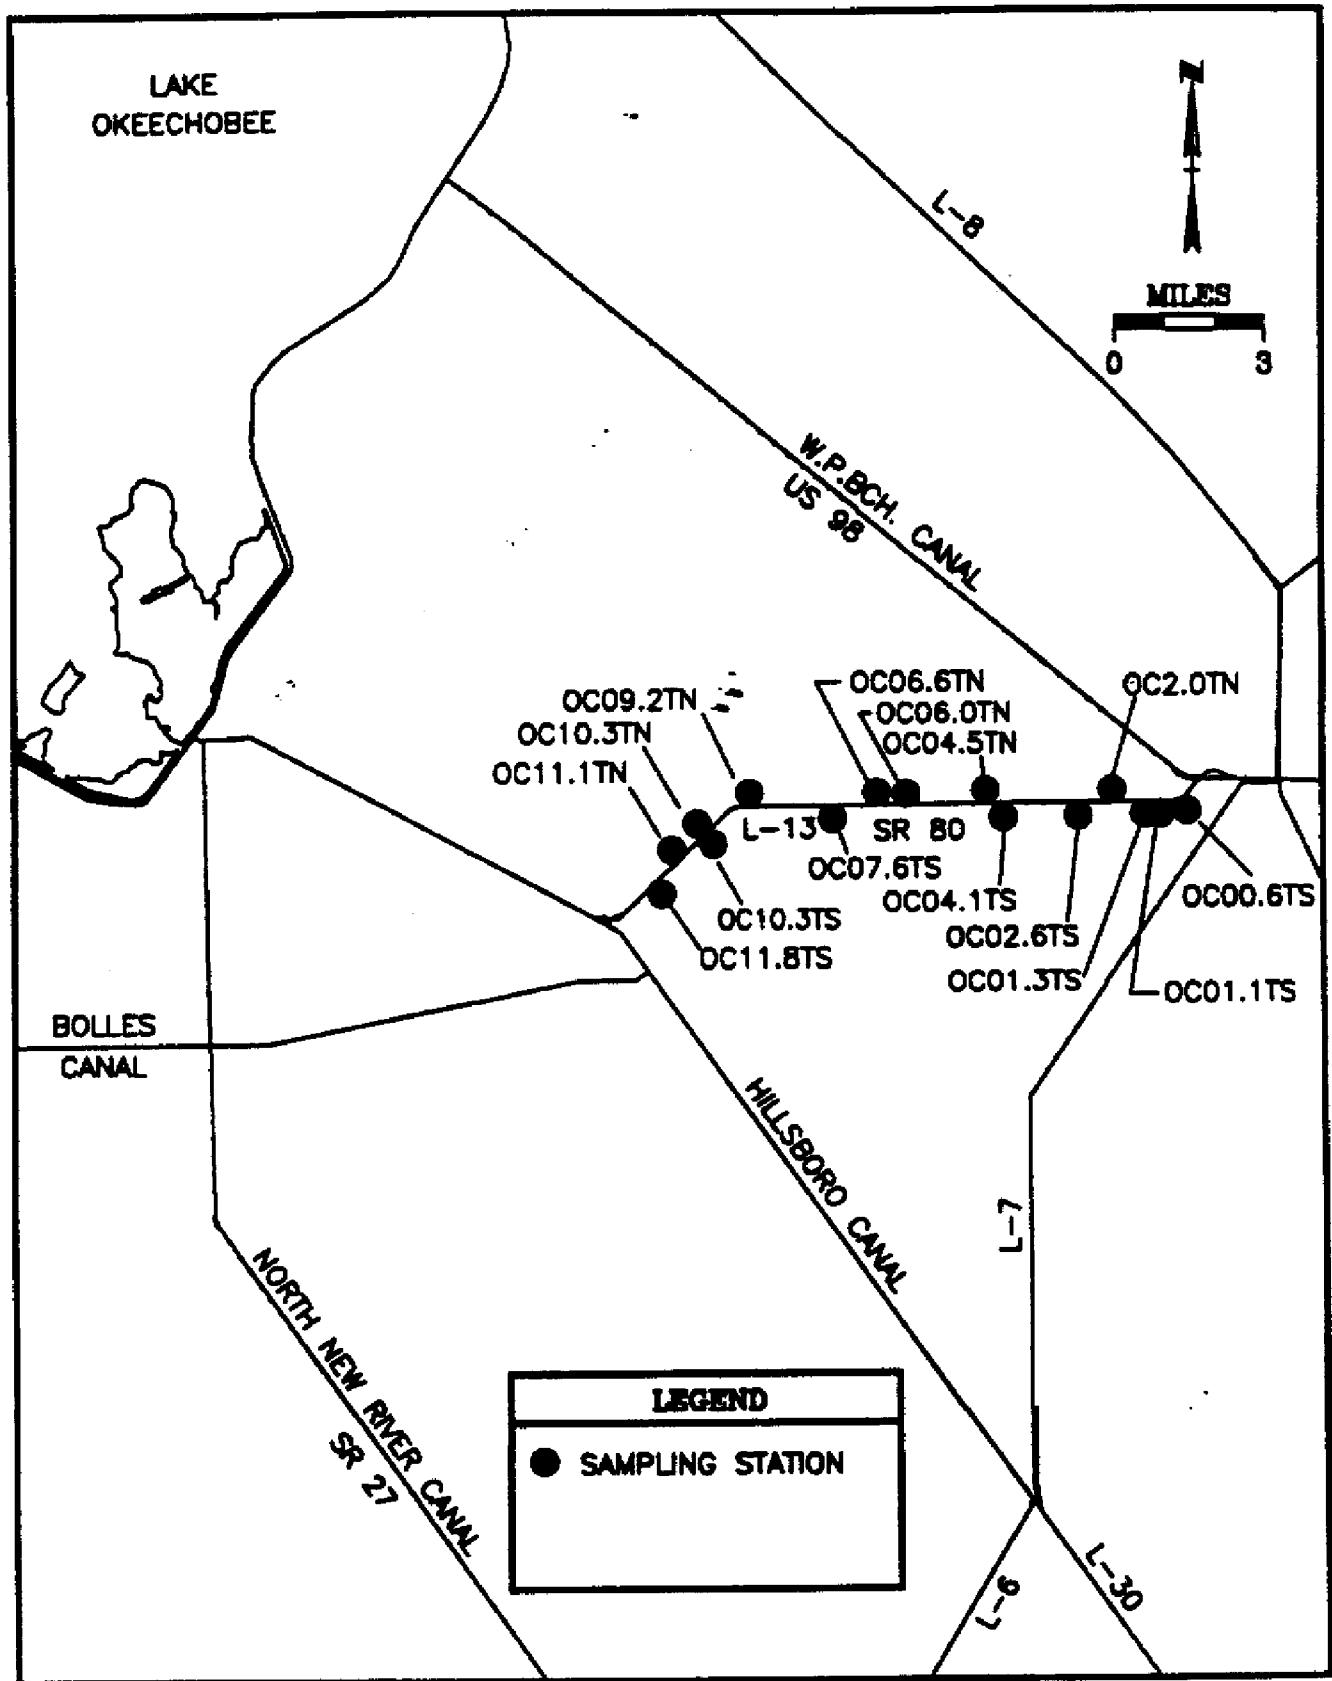 LAKE
OKEECHOBEE
N
L-8
MILES
0 3
W.P.BCH. CANAL
US 98
OC09.2TN
OC10.3TN
OC11.1TN
OC06.6TN
OC06.0TN
OC04.5TN
OC2.0TN
L-13
SR 80
OC07.6TS
OC04.1TS
OC02.6TS
OC01.3TS
OC01.1TS
OC00.6TS
OC10.3TS
OC11.8TS
BOLLES
CANAL
HILLSBORO CANAL
L-7
NORTH NEW RIVER CANAL
SR 27
LEGEND
SAMPLING STATION
L-6
L-30